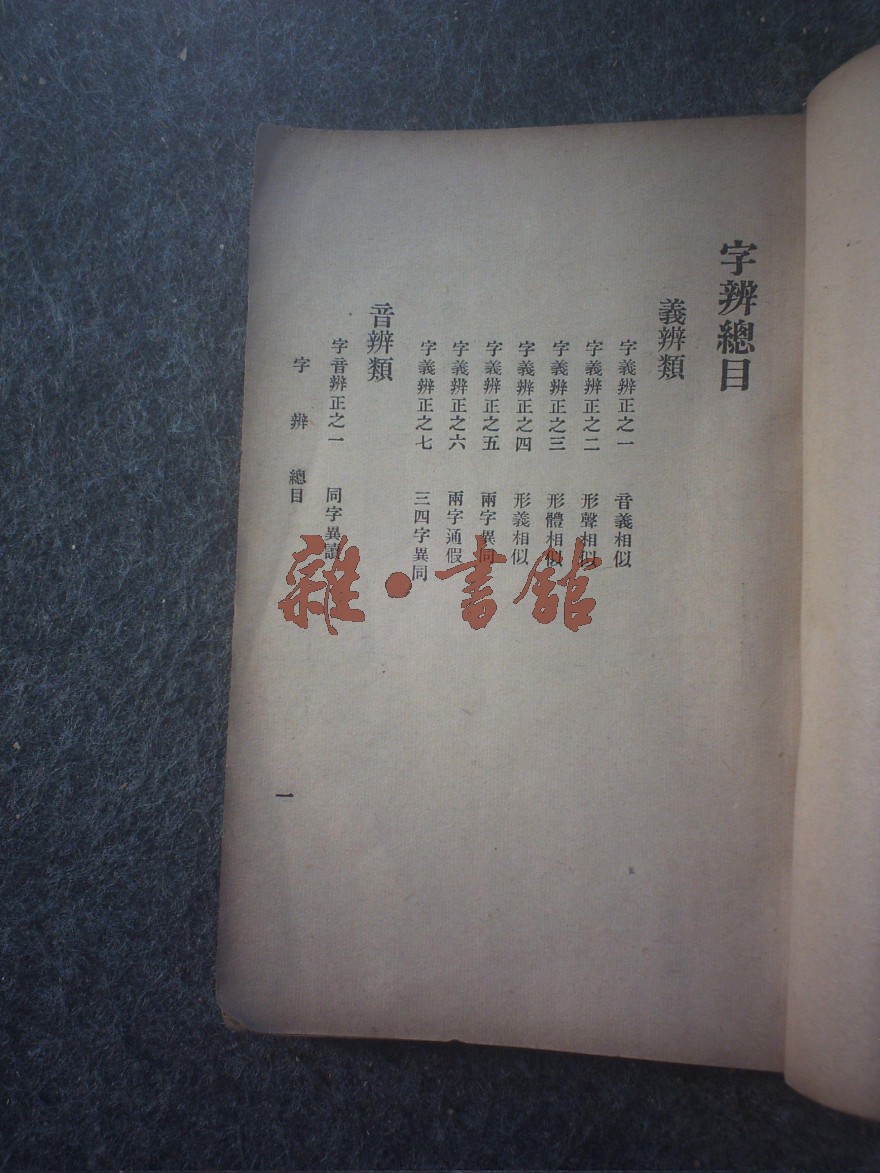 字辨總目
義辨類
字義辨正之一　音義相似
字義辨正之二　形聲相似
字義辨正之三　形體相似
字義辨正之四　形義相似
字義辨正之五　兩字異同
字義辨正之六　兩字通假
字義辨正之七　三四字異同
音辨類
字音辨正之一　同字異讀
字辨　總目
一
雜·書館